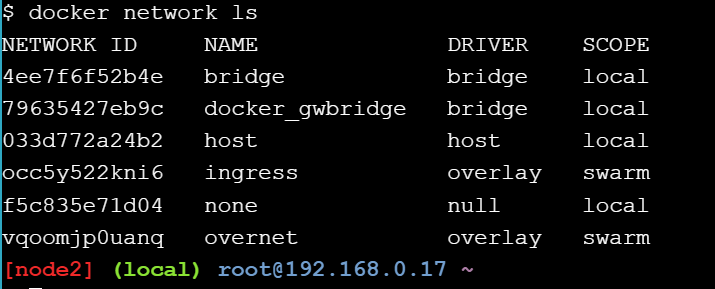 $ docker network ls
NETWORK ID NAME DRIVER SCOPE
4ee7f6f52b4e bridge bridge local
79635427eb9c docker_gwbridge bridge local
033d772a24b2 host host local
occ5y522kni6 ingress overlay swarm
f5c835e71d04 none null local
vqoomjp0uanq overnet overlay swarm
[node2] (local) root@192.168.0.17 ~